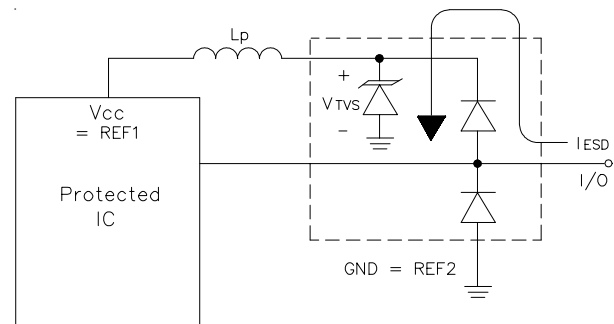 Lp
Vcc
= REF1
+
VTVS
-
IESD
I/O
Protected
IC
GND = REF2